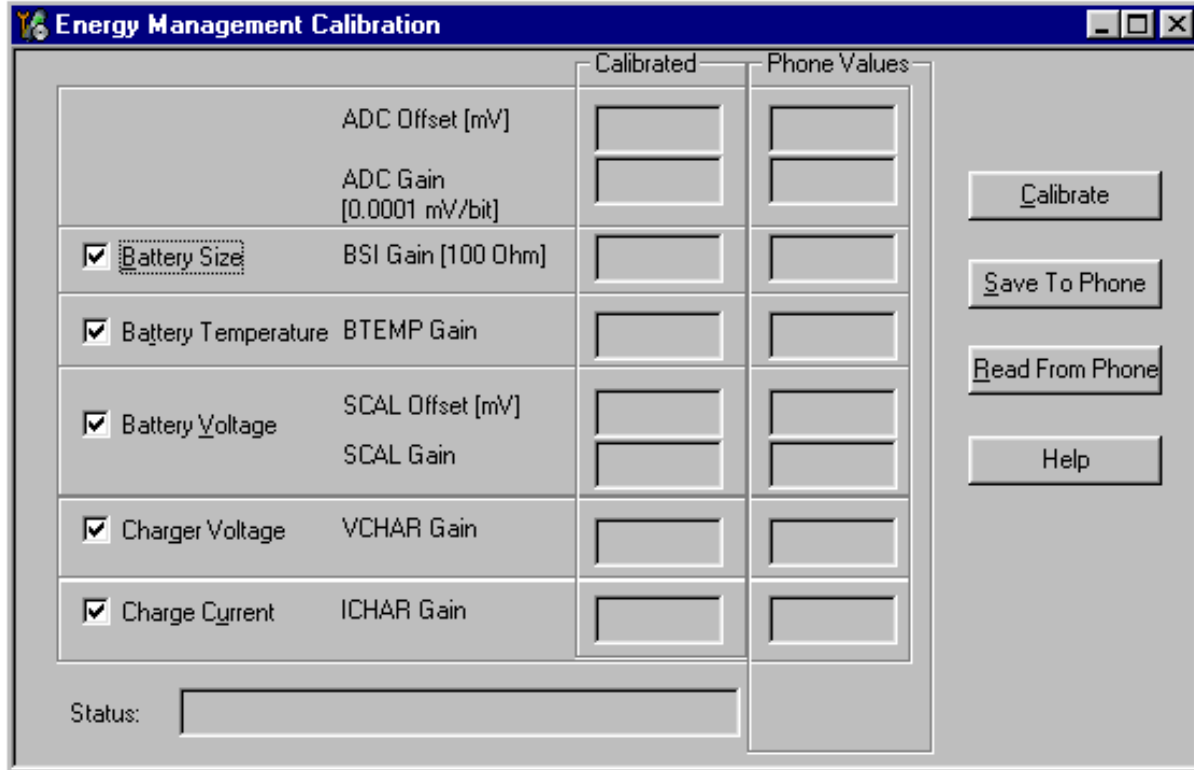 Energy Management Calibration
Calibrated Phone Values
ADC Offset [mV]
ADC Gain
[0.0001 mV/bit]
Calibrate
Battery Size BSI Gain [100 Ohm]
Save To Phone
Battery Temperature BTEMP Gain
Read From Phone
SCAL Offset [mV]
Battery Voltage
SCAL Gain
Help
Charger Voltage VCHAR Gain
Charge Current ICHAR Gain
Status: